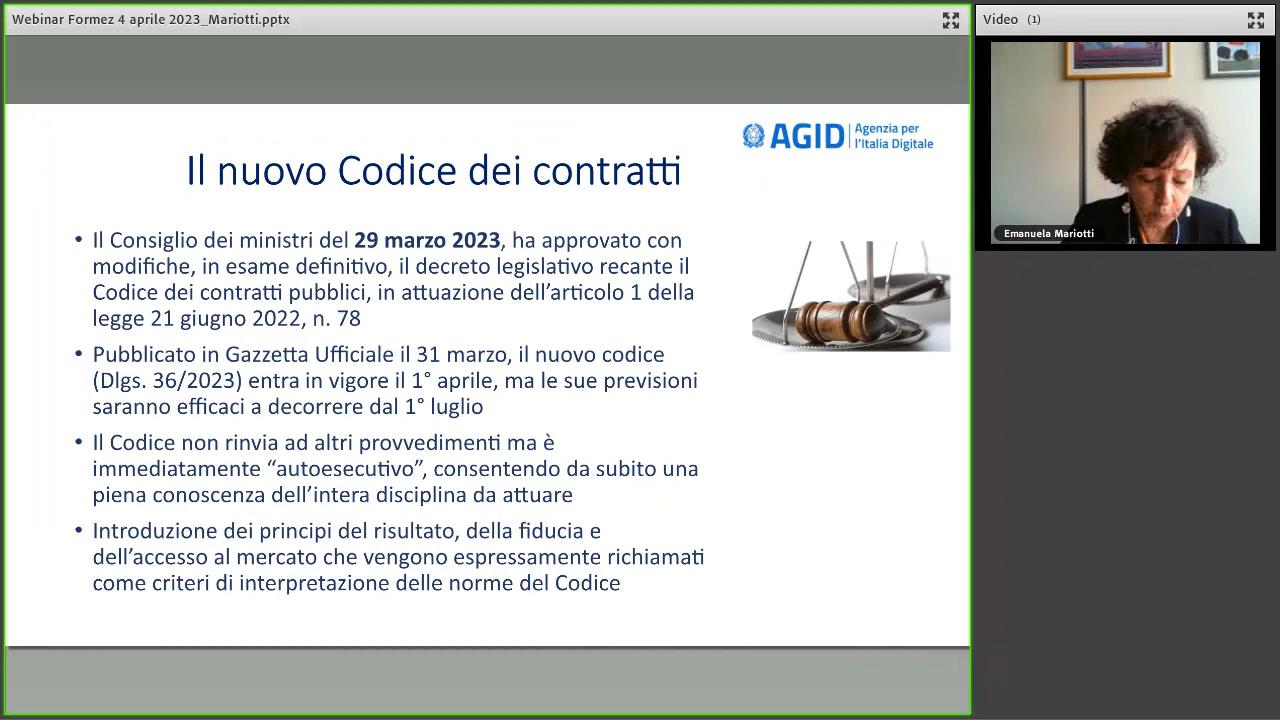 Webinar Formez 4 aprile 2023_Mariotti.pptx
Video (1)
AGID Agenzia per
l'Italia Digitale
Il nuovo Codice dei contratti
• Il Consiglio dei ministri del 29 marzo 2023, ha approvato con
modifiche, in esame definitivo, il decreto legislativo recante il
Codice dei contratti pubblici, in attuazione dell’articolo 1 della
legge 21 giugno 2022, n. 78
• Pubblicato in Gazzetta Ufficiale il 31 marzo, il nuovo codice
(Dlgs. 36/2023) entra in vigore il 1° aprile, ma le sue previsioni
saranno efficaci a decorrere dal 1° luglio
• Il Codice non rinvia ad altri provvedimenti ma è
immediatamente “autoesecutivo”, consentendo da subito una
piena conoscenza dell’intera disciplina da attuare
• Introduzione dei principi del risultato, della fiducia e
dell’accesso al mercato che vengono espressamente richiamati
come criteri di interpretazione delle norme del Codice
Emanuela Mariotti